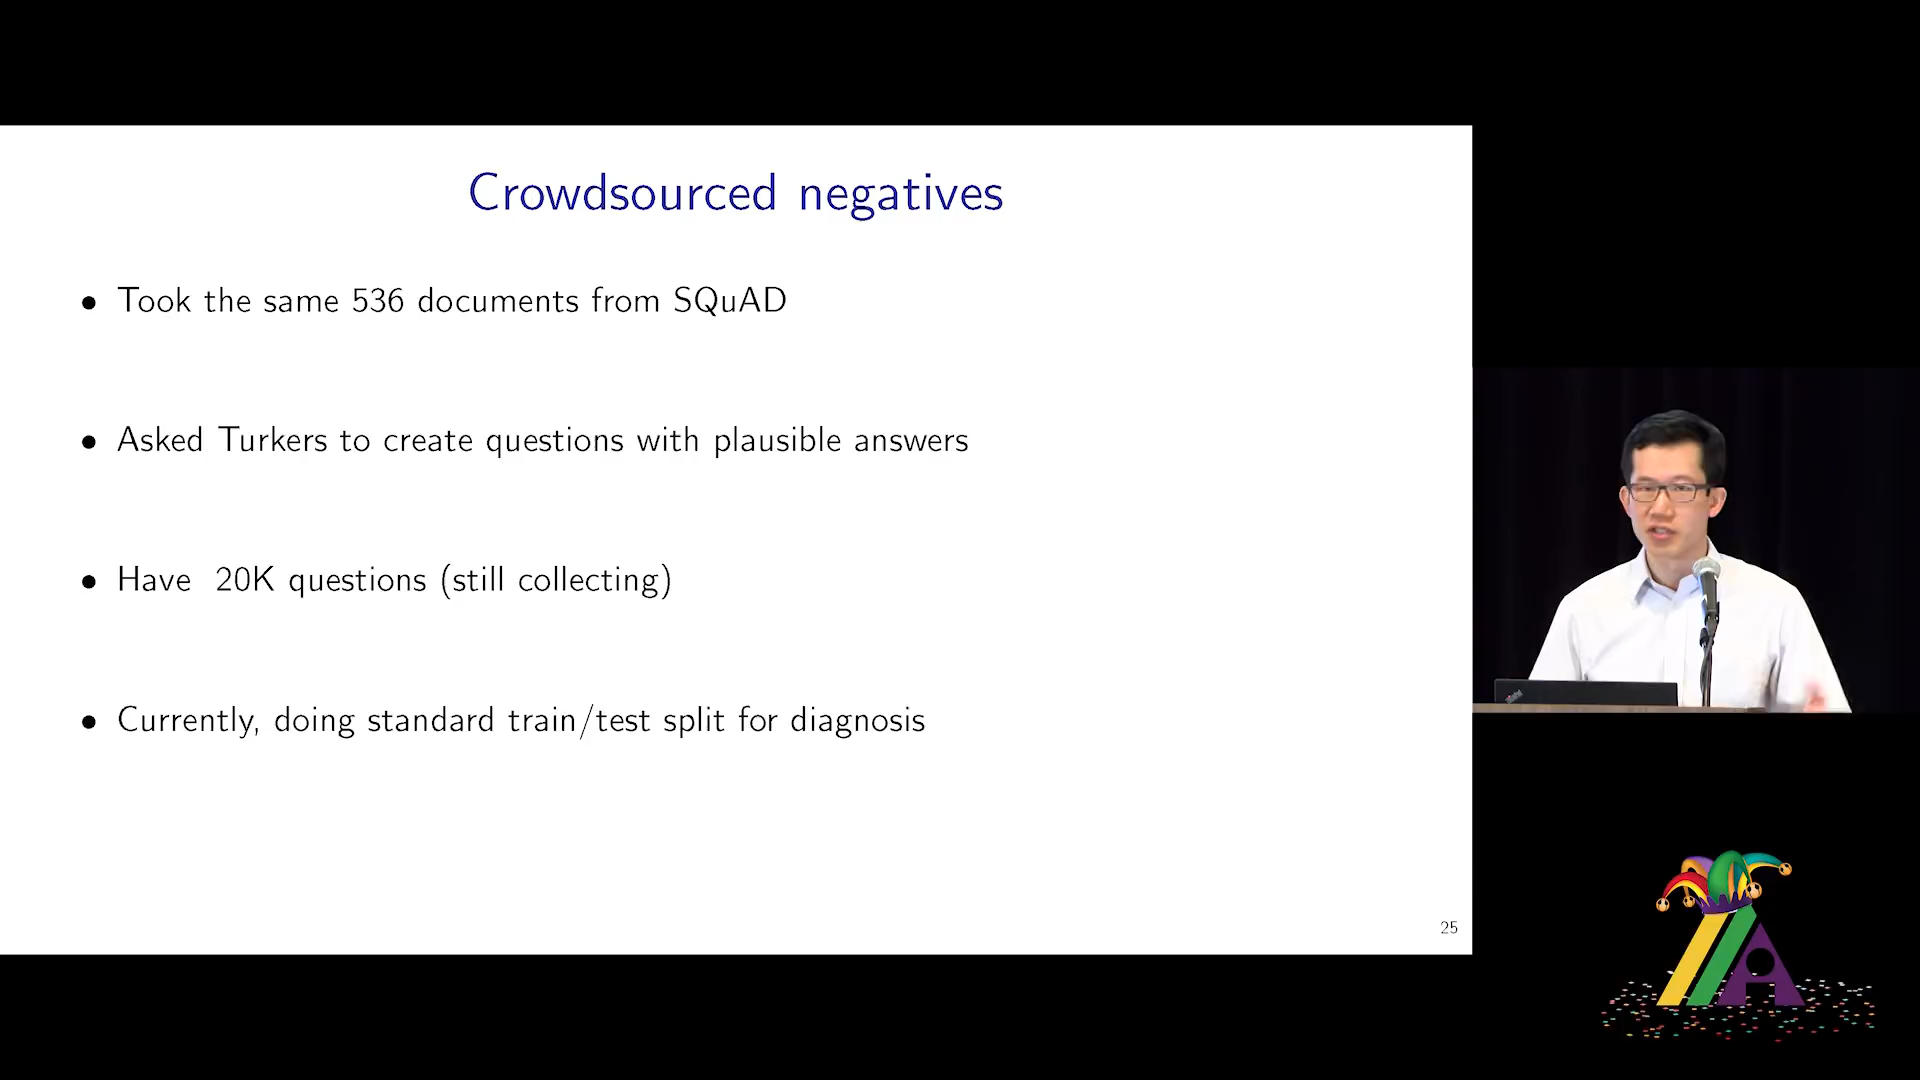 Crowdsourced negatives
• Took the same 536 documents from SQuAD
• Asked Turkers to create questions with plausible answers
• Have 20K questions (still collecting)
• Currently, doing standard train/test split for diagnosis
25